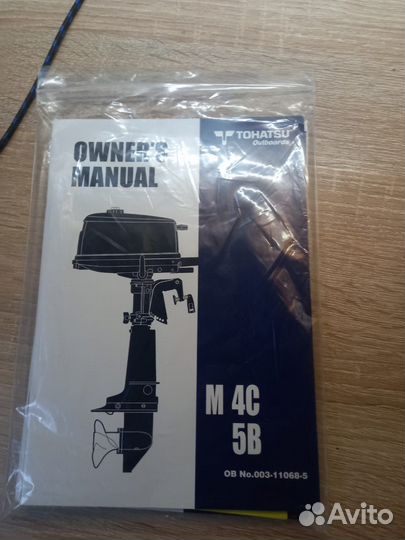 OWNER'S
MANUAL
TOHATSU
Outboards
M 4C
5B
OB No.003-11068-5
Avito